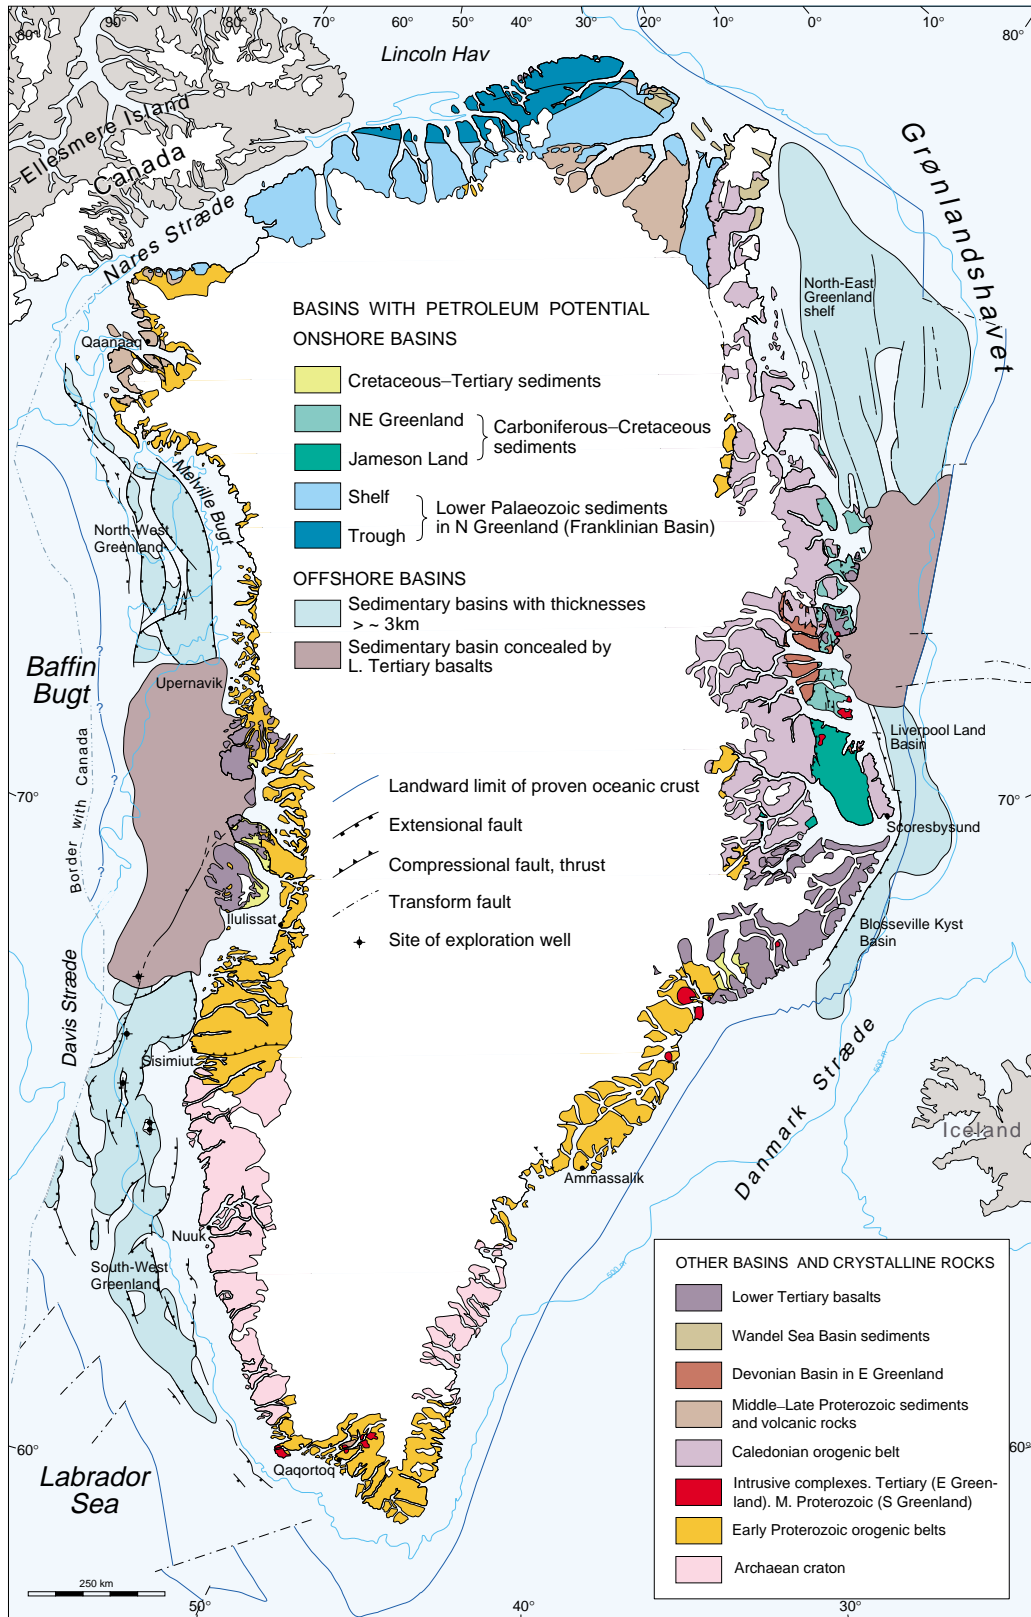 80°
90°
80°
70°
60°
50°
40°
30°
20°
10°
0°
10°
80°
Lincoln Hav
Ellesmere Island
Canada
Nares Stræde
Grønlandshavet
North-East
Greenland
shelf
Qaanaaq
BASINS WITH PETROLEUM POTENTIAL
ONSHORE BASINS
Cretaceous–Tertiary sediments
NE Greenland
Carboniferous–Cretaceous
sediments
Jameson Land
Shelf
Lower Palaeozoic sediments
in N Greenland (Franklinian Basin)
Trough
OFFSHORE BASINS
Sedimentary basins with thicknesses
> ~ 3km
Sedimentary basin concealed by
L. Tertiary basalts
Melville Bugt
North-West
Greenland
Baffin
Bugt
Upernavik
?
?
?
Border with Canada
70°
Landward limit of proven oceanic crust
Extensional fault
Compressional fault, thrust
Transform fault
Site of exploration well
Liverpool Land
Basin
70°
Scoresbysund
Blosseville Kyst
Basin
Ilulissat
Davis Stræde
Sisimiut
Danmark Stræde
500 m
Iceland
Ammassalik
Nuuk
South-West
Greenland
500 m
60°
Labrador
Sea
Qaqortoq
OTHER BASINS AND CRYSTALLINE ROCKS
Lower Tertiary basalts
Wandel Sea Basin sediments
Devonian Basin in E Greenland
Middle–Late Proterozoic sediments
and volcanic rocks
Caledonian orogenic belt
Intrusive complexes. Tertiary (E Green-
land). M. Proterozoic (S Greenland)
Early Proterozoic orogenic belts
Archaean craton
60°
250 km
50°
40°
30°